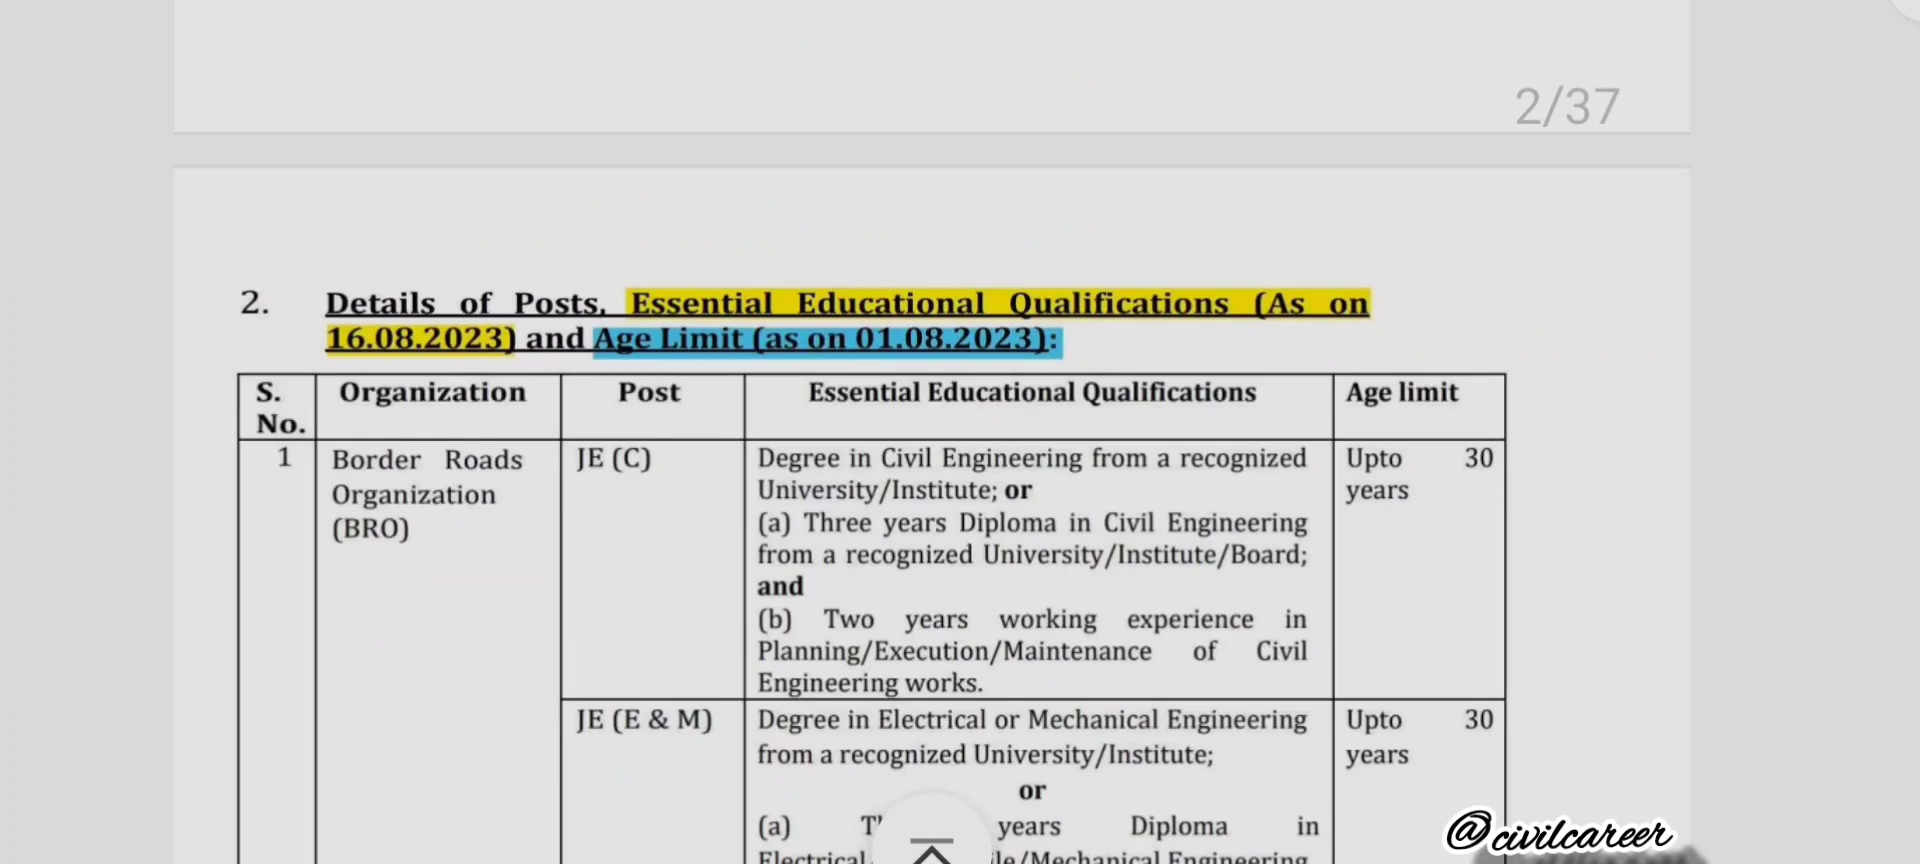 2/37
2. Details of Posts, Essential Educational Qualifications (As on
16.08.2023) and Age Limit (as on 01.08.2023):
S. Organization Post Essential Educational Qualifications Age limit
No.
1 Border Roads JE (C) Degree in Civil Engineering from a recognized Upto 30
Organization University/Institute; or years
(BRO) (a) Three years Diploma in Civil Engineering
from a recognized University/Institute/Board;
and
(b) Two years working experience in
Planning/Execution/Maintenance of Civil
Engineering works.
JE (E & M) Degree in Electrical or Mechanical Engineering Upto 30
from a recognized University/Institute; years
or
(a) years Diploma in
Electrical /Mechanical Engineering
@civilcareer